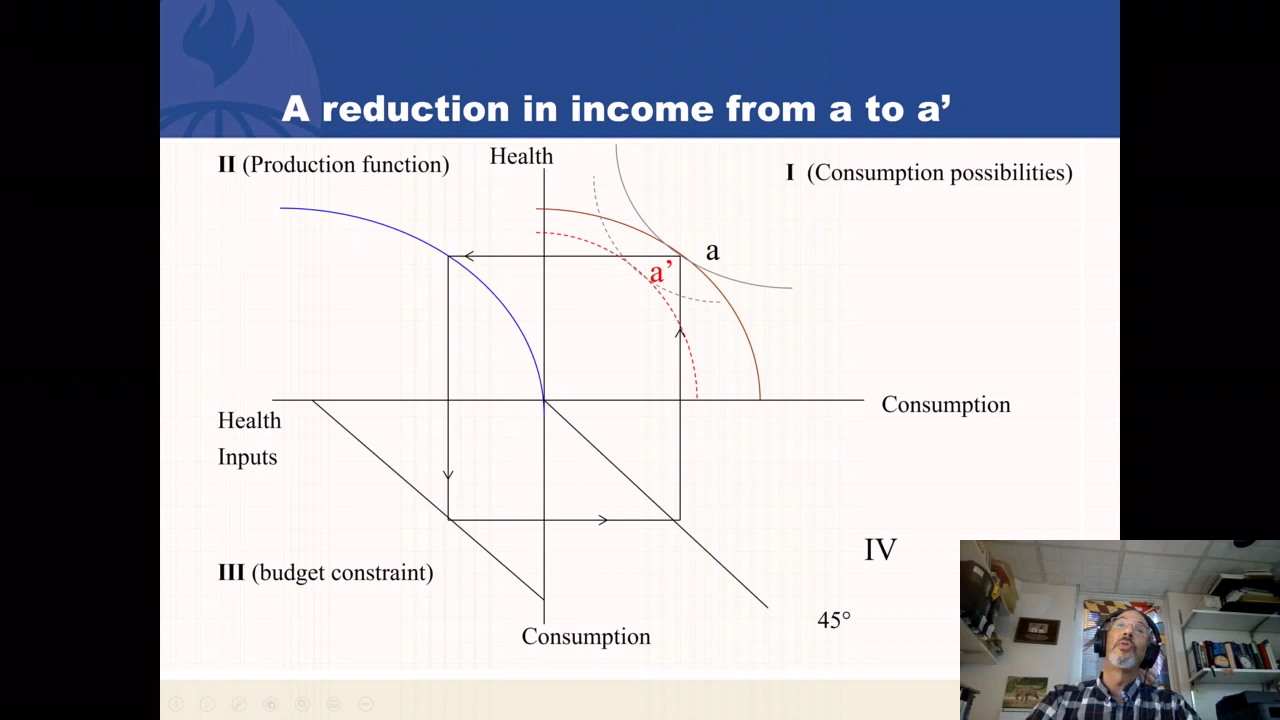 A reduction in income from a to a’
II (Production function)
Health
I (Consumption possibilities)
a
a’
Consumption
Health
Inputs
IV
III (budget constraint)
45°
Consumption